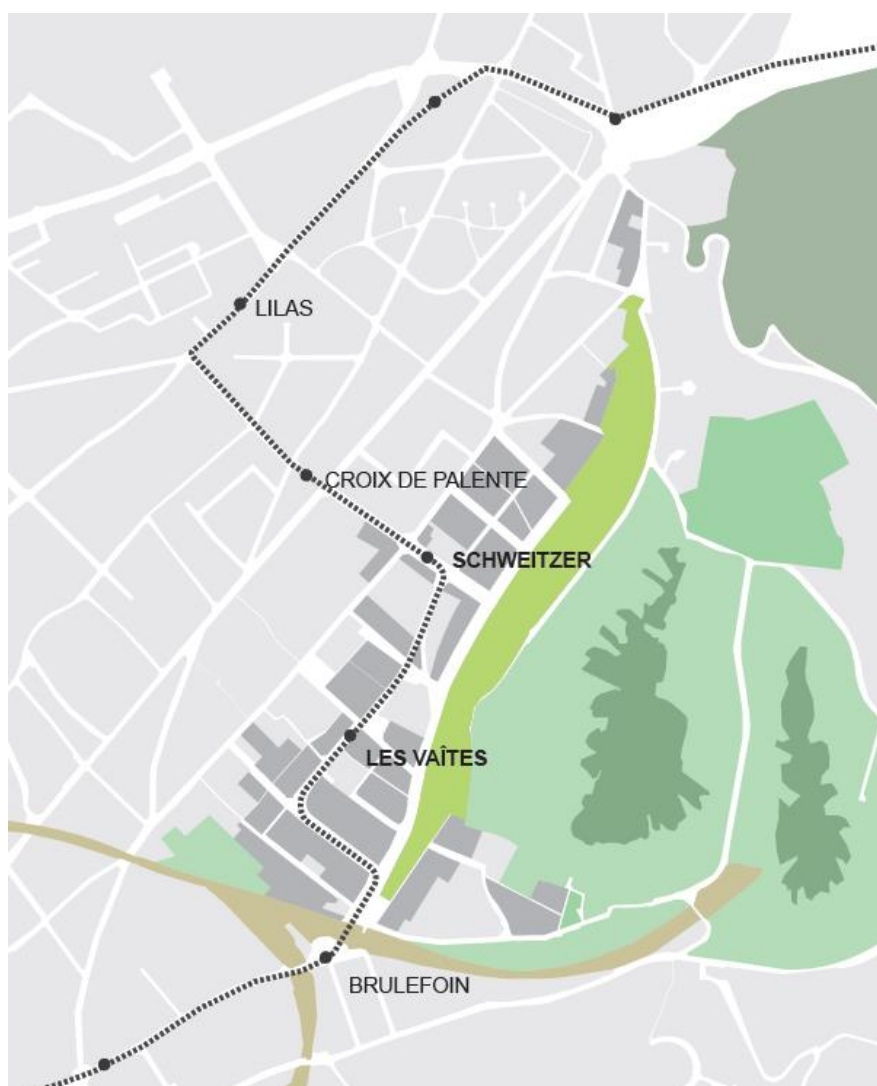 LILAS
CROIX DE PALENTE
SCHWEITZER
LES VAÎTES
BRULEFOIN